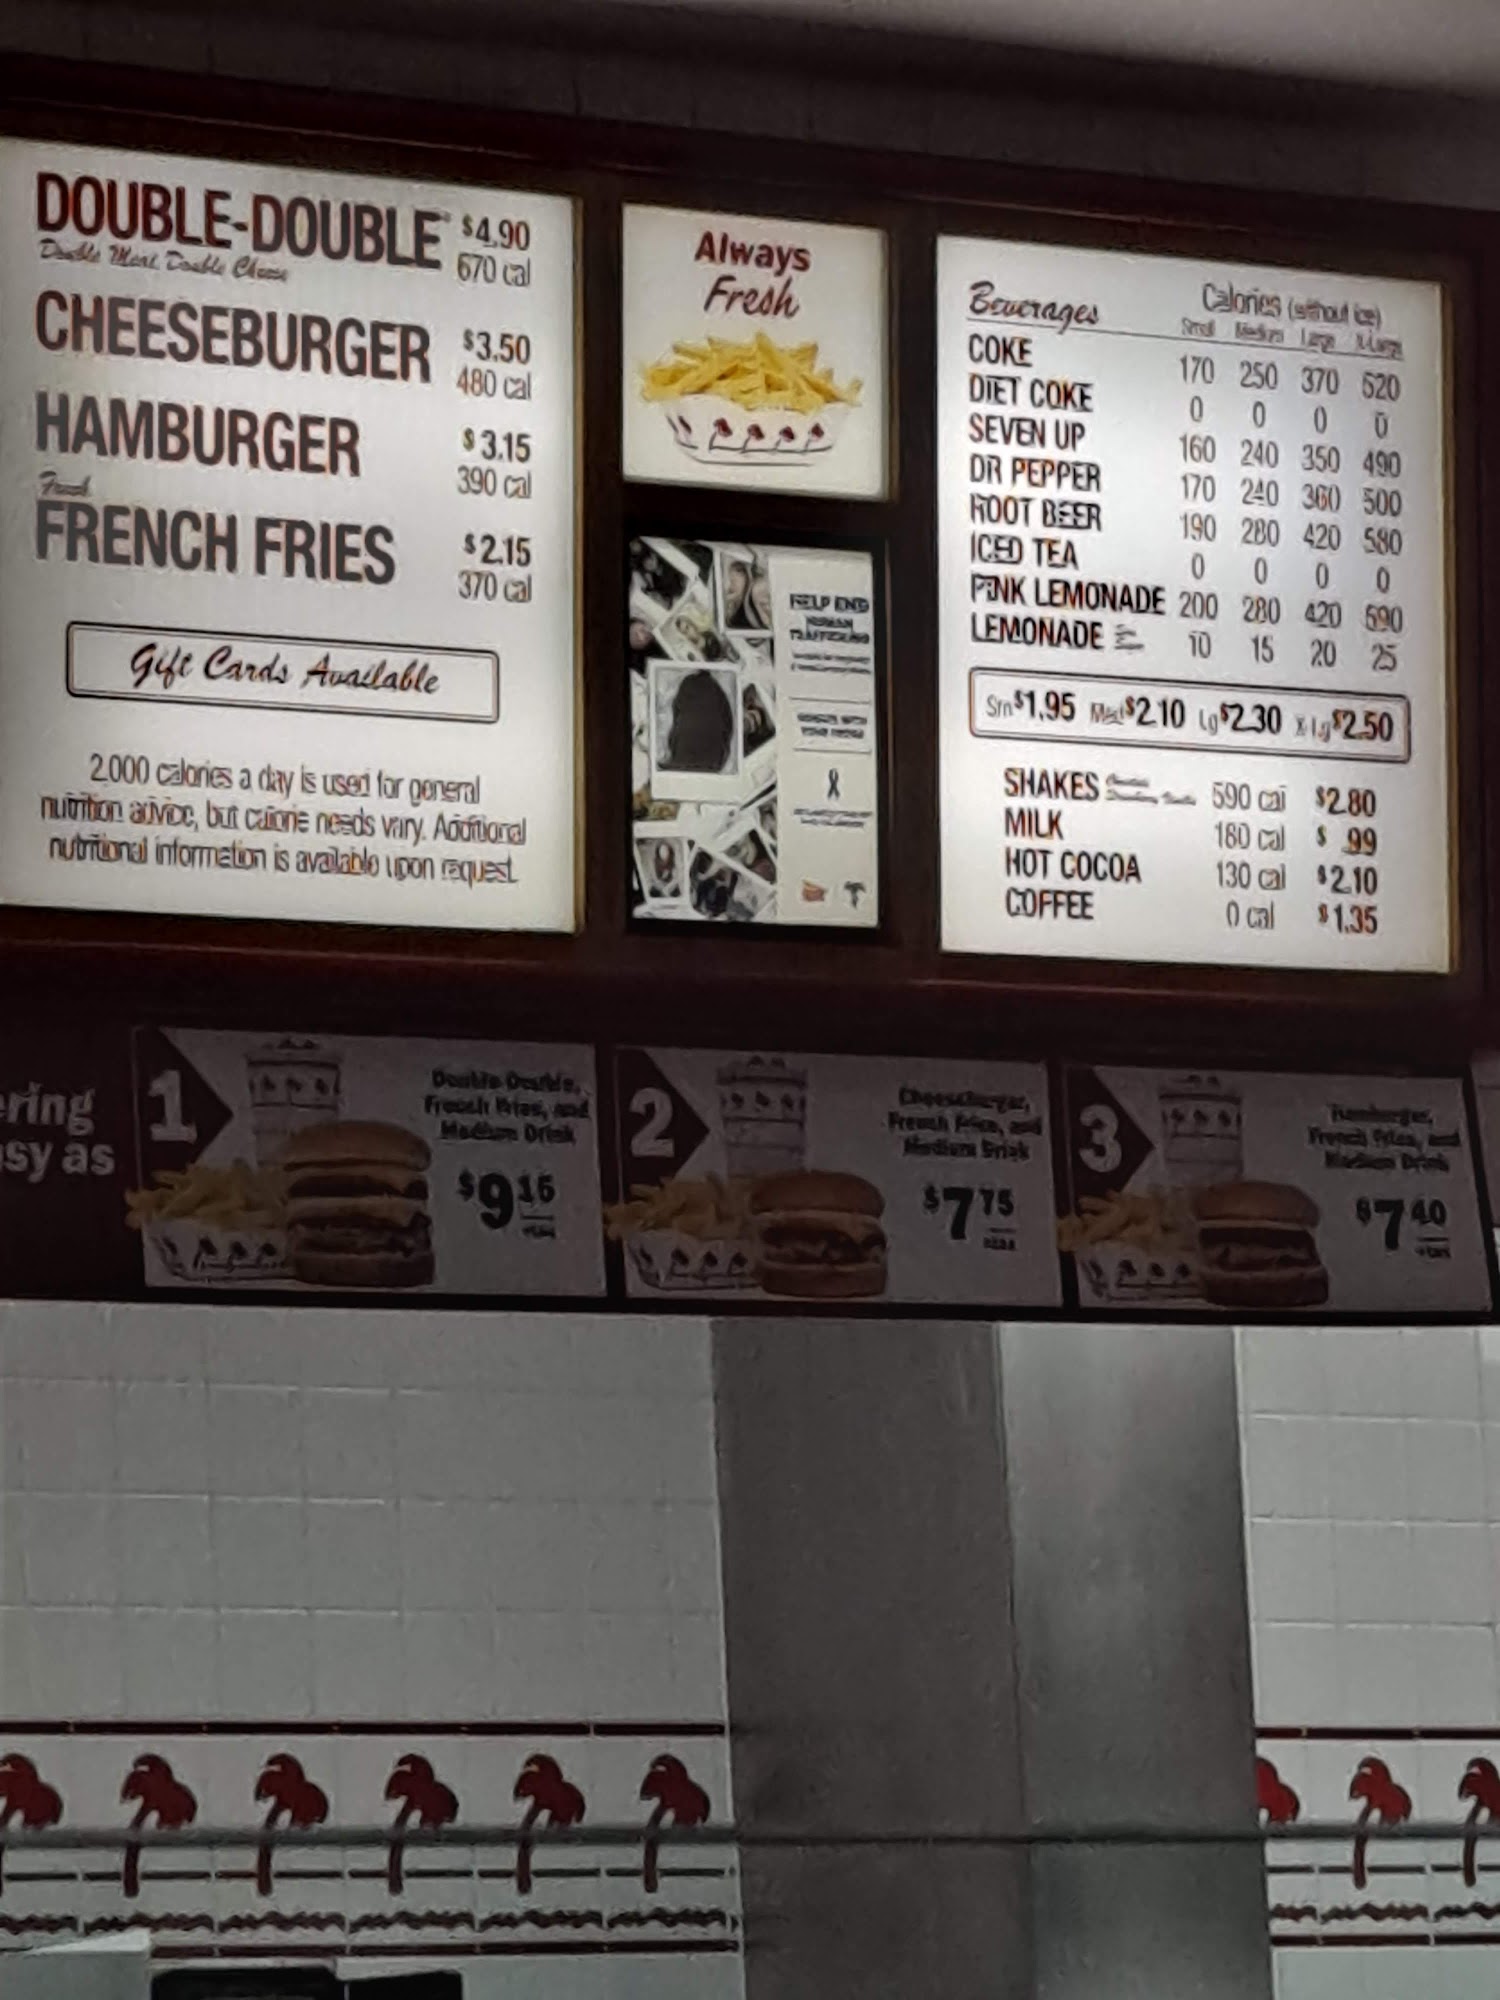 DOUBLE-DOUBLE $4.90
Double Meat Double Cheese 670 cal
CHEESEBURGER $3.50
480 cal
HAMBURGER $3.15
390 cal
Fresh
FRENCH FRIES $2.15
370 cal
Gift Cards Available
2,000 calories a day is used for general
nutrition advice, but calorie needs vary. Additional
nutritional information is available upon request.
Always
Fresh
HELP END
HUMAN
TRAFFICKING
Beverages Calories (without ice)
Small Medium Large X-Large
COKE 170 250 370 520
DIET COKE 0 0 0 0
SEVEN UP 160 240 350 490
DR PEPPER 170 240 360 500
ROOT BEER 190 280 420 580
ICED TEA 0 0 0 0
PINK LEMONADE 200 280 420 590
LEMONADE 10 15 20 25
Sm $1.95 Med $2.10 Lg $2.30 X-Lg $2.50
SHAKES 590 cal $2.80
MILK 180 cal $ .99
HOT COCOA 130 cal $2.10
COFFEE 0 cal $1.35
ering
asy as
1
Double-Double,
French Fries, and
Medium Drink
$9 15
2
Cheeseburger,
French Fries, and
Medium Drink
$7 75
3
Hamburger,
French Fries, and
Medium Drink
$7 40